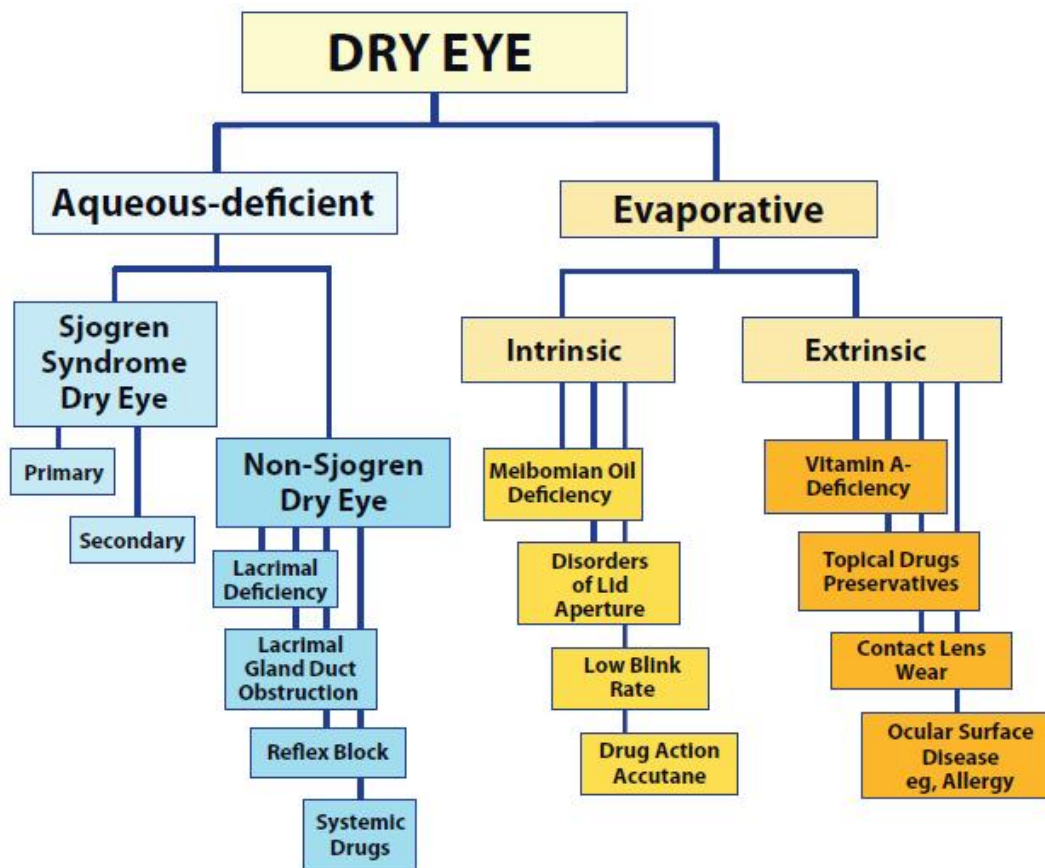 DRY EYE
Aqueous-deficient
Evaporative
Sjogren
Syndrome
Dry Eye
Intrinsic
Extrinsic
Primary
Secondary
Non-Sjogren
Dry Eye
Lacrimal
Deficiency
Lacrimal
Gland Duct
Obstruction
Reflex Block
Systemic
Drugs
Meibomian Oil
Deficiency
Disorders
of Lid
Aperture
Low Blink
Rate
Drug Action
Accutane
Vitamin A-
Deficiency
Topical Drugs
Preservatives
Contact Lens
Wear
Ocular Surface
Disease
eg, Allergy